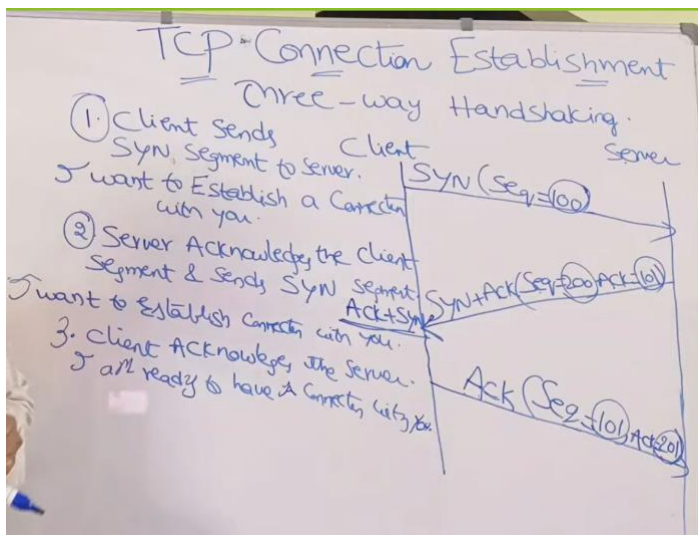 TCP-Connection Establishment
Three-way Handshaking.
1. Client Sends
SYN Segment to Server.
I want to Establish a Connection
with you.
2. Server Acknowledges the Client
Segment & Sends SYN Segment.
I want to Establish Connection with you.
3. Client Acknowledges the Server.
I am ready to have A Connection with you.
Client
Server
SYN (Seq=100)
Ack+Syn
SYN+Ack (Seq=200, Ack=101)
Ack (Seq=101, Ack=201)